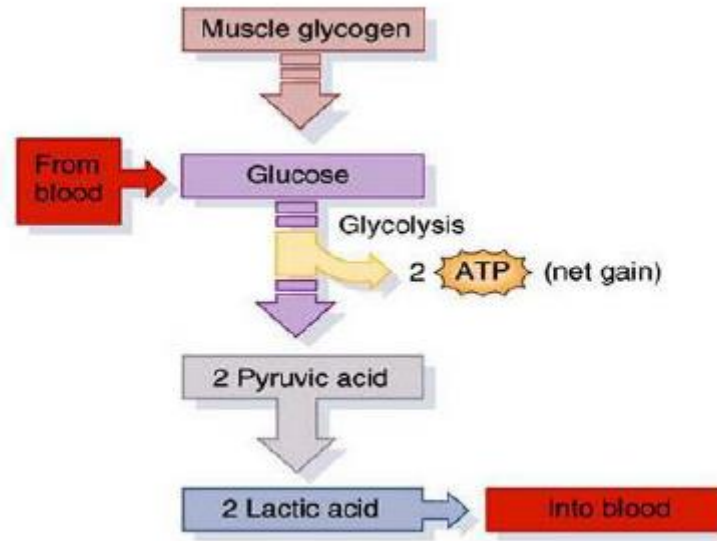 Muscle glycogen
From
blood
Glucose
Glycolysis
2 ATP (net gain)
2 Pyruvic acid
2 Lactic acid
Into blood